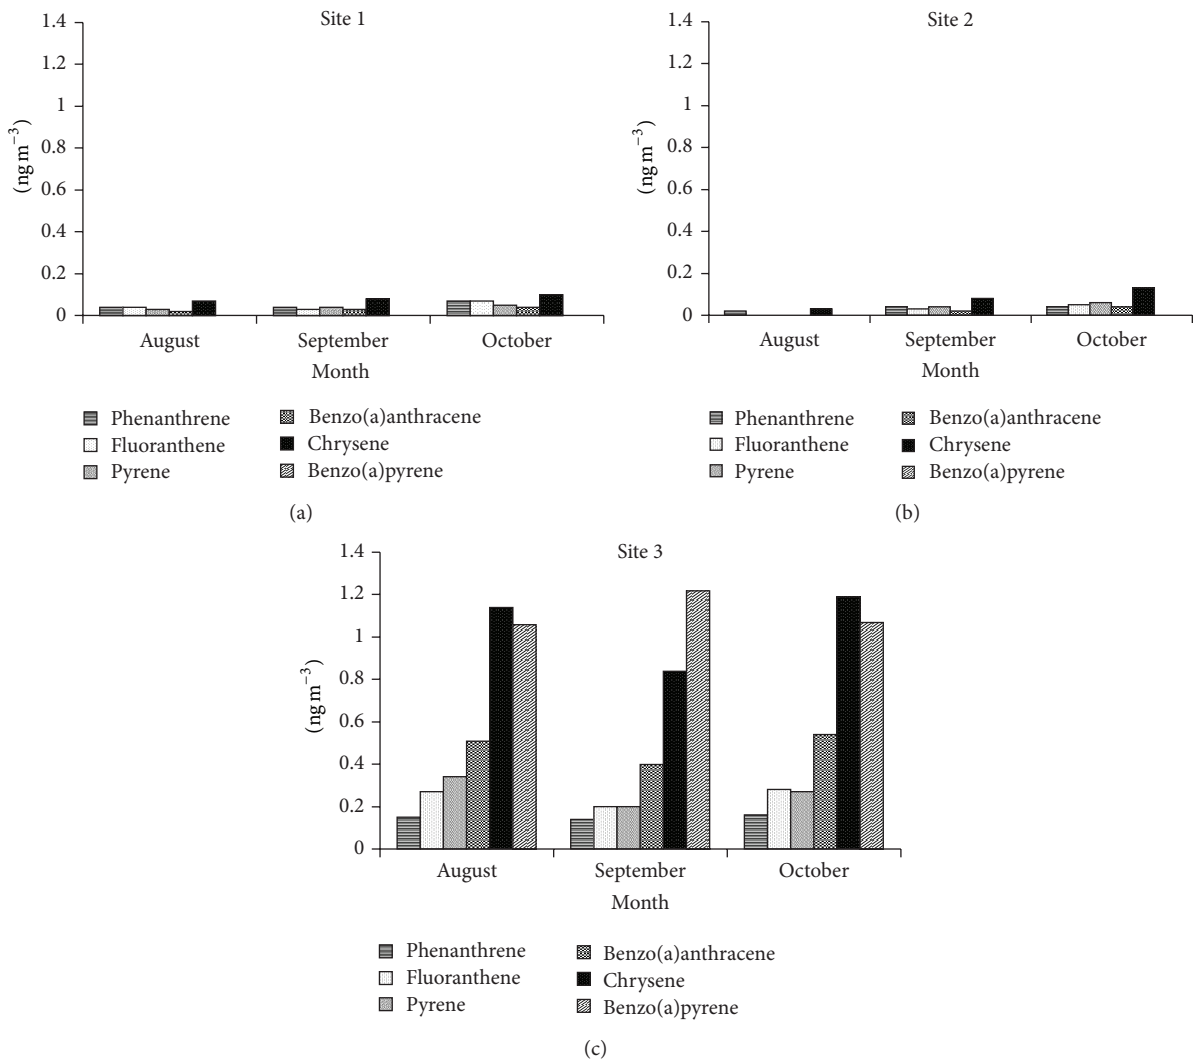 Site 1
1.4
1.2
1
0.8
0.6
0.4
0.2
0
(ng m⁻³)
August September October
Month
Phenanthrene Benzo(a)anthracene
Fluoranthene Chrysene
Pyrene Benzo(a)pyrene
(a)
Site 2
1.4
1.2
1
0.8
0.6
0.4
0.2
0
(ng m⁻³)
August September October
Month
Phenanthrene Benzo(a)anthracene
Fluoranthene Chrysene
Pyrene Benzo(a)pyrene
(b)
Site 3
1.4
1.2
1
0.8
0.6
0.4
0.2
0
(ng m⁻³)
August September October
Month
Phenanthrene Benzo(a)anthracene
Fluoranthene Chrysene
Pyrene Benzo(a)pyrene
(c)